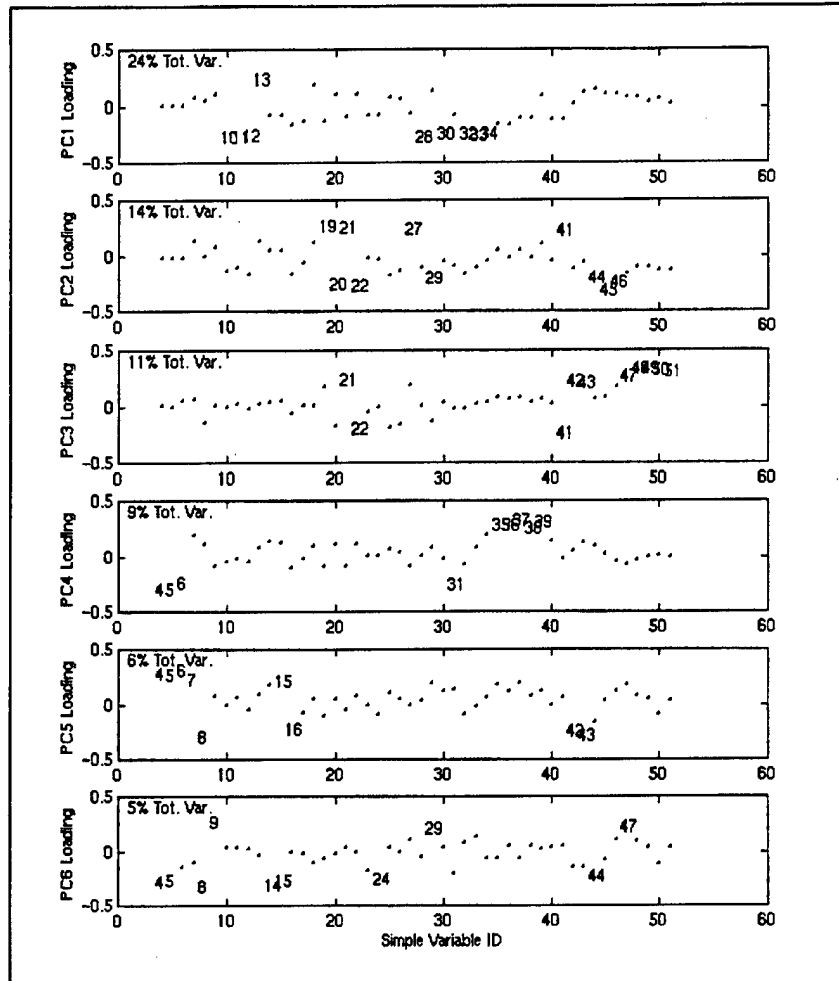 0.5
24% Tot. Var.
13
PC1 Loading
0
10 12
28 30 32 34
-0.5
0 10 20 30 40 50 60
0.5
14% Tot. Var.
19 21 27 41
PC2 Loading
0
20 22 29 44 45 46
-0.5
0 10 20 30 40 50 60
0.5
11% Tot. Var.
21 42 43 47 51
PC3 Loading
0
22 41
-0.5
0 10 20 30 40 50 60
0.5
9% Tot. Var.
PC4 Loading
0
45 6 31
-0.5
0 10 20 30 40 50 60
0.5
6% Tot. Var.
45 6 7 15
PC5 Loading
0
8 16 42 43
-0.5
0 10 20 30 40 50 60
0.5
5% Tot. Var.
9 29 47
PC6 Loading
0
45 8 14 15 24 44
-0.5
0 10 20 30 40 50 60
Simple Variable ID